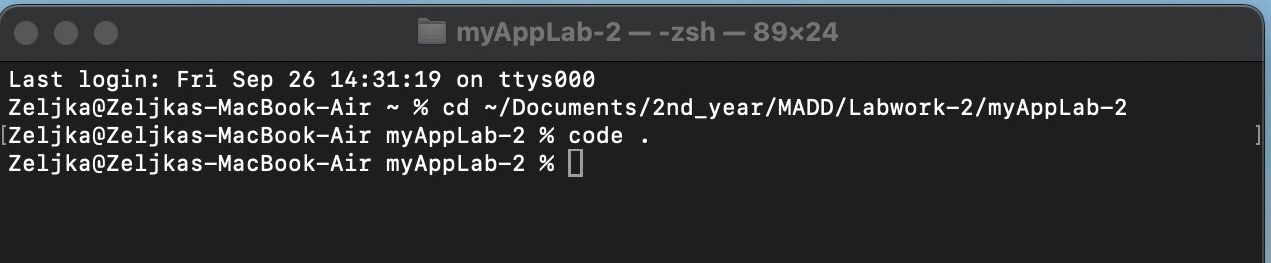 myAppLab-2 — -zsh — 89×24
Last login: Fri Sep 26 14:31:19 on ttys000
Zeljka@Zeljkas-MacBook-Air ~ % cd ~/Documents/2nd_year/MADD/Labwork-2/myAppLab-2
[Zeljka@Zeljkas-MacBook-Air myAppLab-2 % code . ]
Zeljka@Zeljkas-MacBook-Air myAppLab-2 %